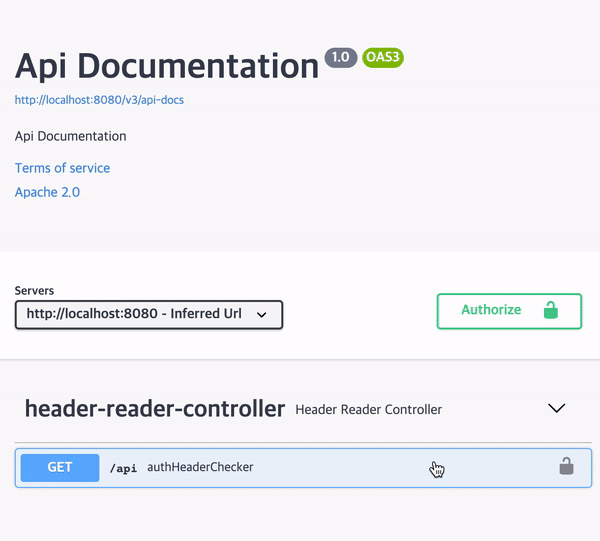 Api Documentation 1.0 OAS3
http://localhost:8080/v3/api-docs
Api Documentation
Terms of service
Apache 2.0
Servers
http://localhost:8080 - Inferred Url
Authorize
header-reader-controller Header Reader Controller
GET /api authHeaderChecker